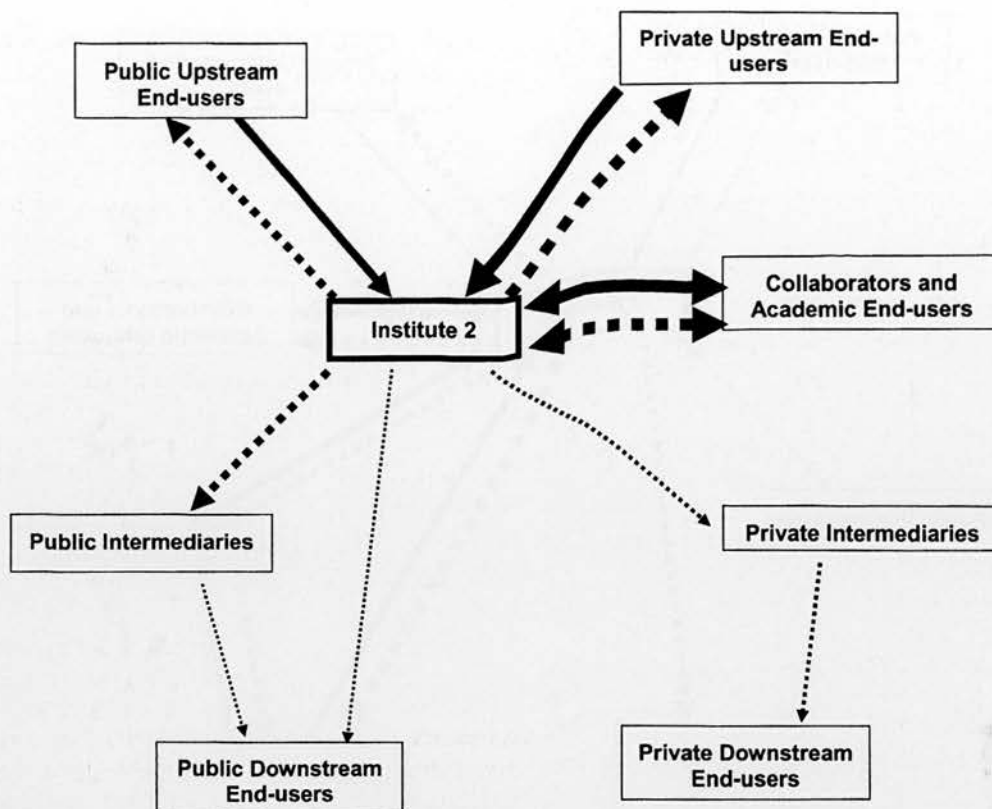 Public Upstream
End-users
Private Upstream End-
users
Institute 2
Collaborators and
Academic End-users
Public Intermediaries
Private Intermediaries
Public Downstream
End-users
Private Downstream
End-users